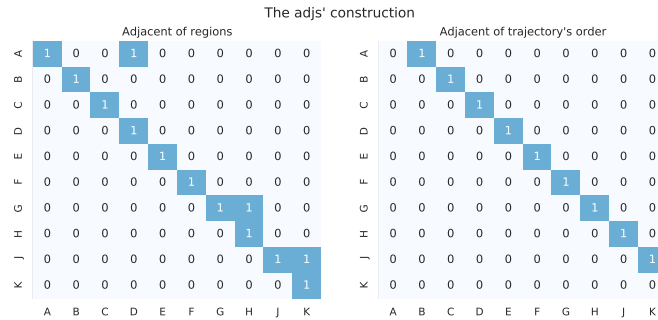 The adjs' construction
Adjacent of regions
A 1 0 0 1 0 0 0 0 0 0
B 0 1 0 0 0 0 0 0 0 0
C 0 0 1 0 0 0 0 0 0 0
D 0 0 0 1 0 0 0 0 0 0
E 0 0 0 0 1 0 0 0 0 0
F 0 0 0 0 0 1 0 0 0 0
G 0 0 0 0 0 0 1 1 0 0
H 0 0 0 0 0 0 0 1 0 0
J 0 0 0 0 0 0 0 0 1 1
K 0 0 0 0 0 0 0 0 0 1
A B C D E F G H J K
Adjacent of trajectory's order
A 0 1 0 0 0 0 0 0 0 0
B 0 0 1 0 0 0 0 0 0 0
C 0 0 0 1 0 0 0 0 0 0
D 0 0 0 0 1 0 0 0 0 0
E 0 0 0 0 0 1 0 0 0 0
F 0 0 0 0 0 0 1 0 0 0
G 0 0 0 0 0 0 0 1 0 0
H 0 0 0 0 0 0 0 0 1 0
J 0 0 0 0 0 0 0 0 0 1
K 0 0 0 0 0 0 0 0 0 0
A B C D E F G H J K